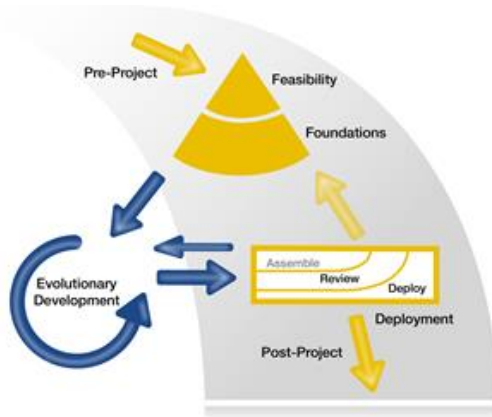 Pre-Project
Feasibility
Foundations
Evolutionary
Development
Assemble
Review
Deploy
Deployment
Post-Project